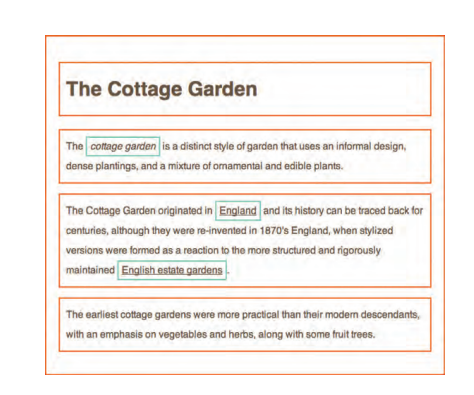 The Cottage Garden
The cottage garden is a distinct style of garden that uses an informal design,
dense plantings, and a mixture of ornamental and edible plants.
The Cottage Garden originated in England and its history can be traced back for
centuries, although they were re-invented in 1870's England, when stylized
versions were formed as a reaction to the more structured and rigorously
maintained English estate gardens.
The earliest cottage gardens were more practical than their modern descendants,
with an emphasis on vegetables and herbs, along with some fruit trees.